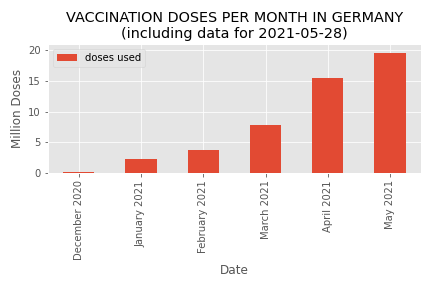 VACCINATION DOSES PER MONTH IN GERMANY
(including data for 2021-05-28)
doses used
Million Doses
20
15
10
5
0
December 2020
January 2021
February 2021
March 2021
April 2021
May 2021
Date